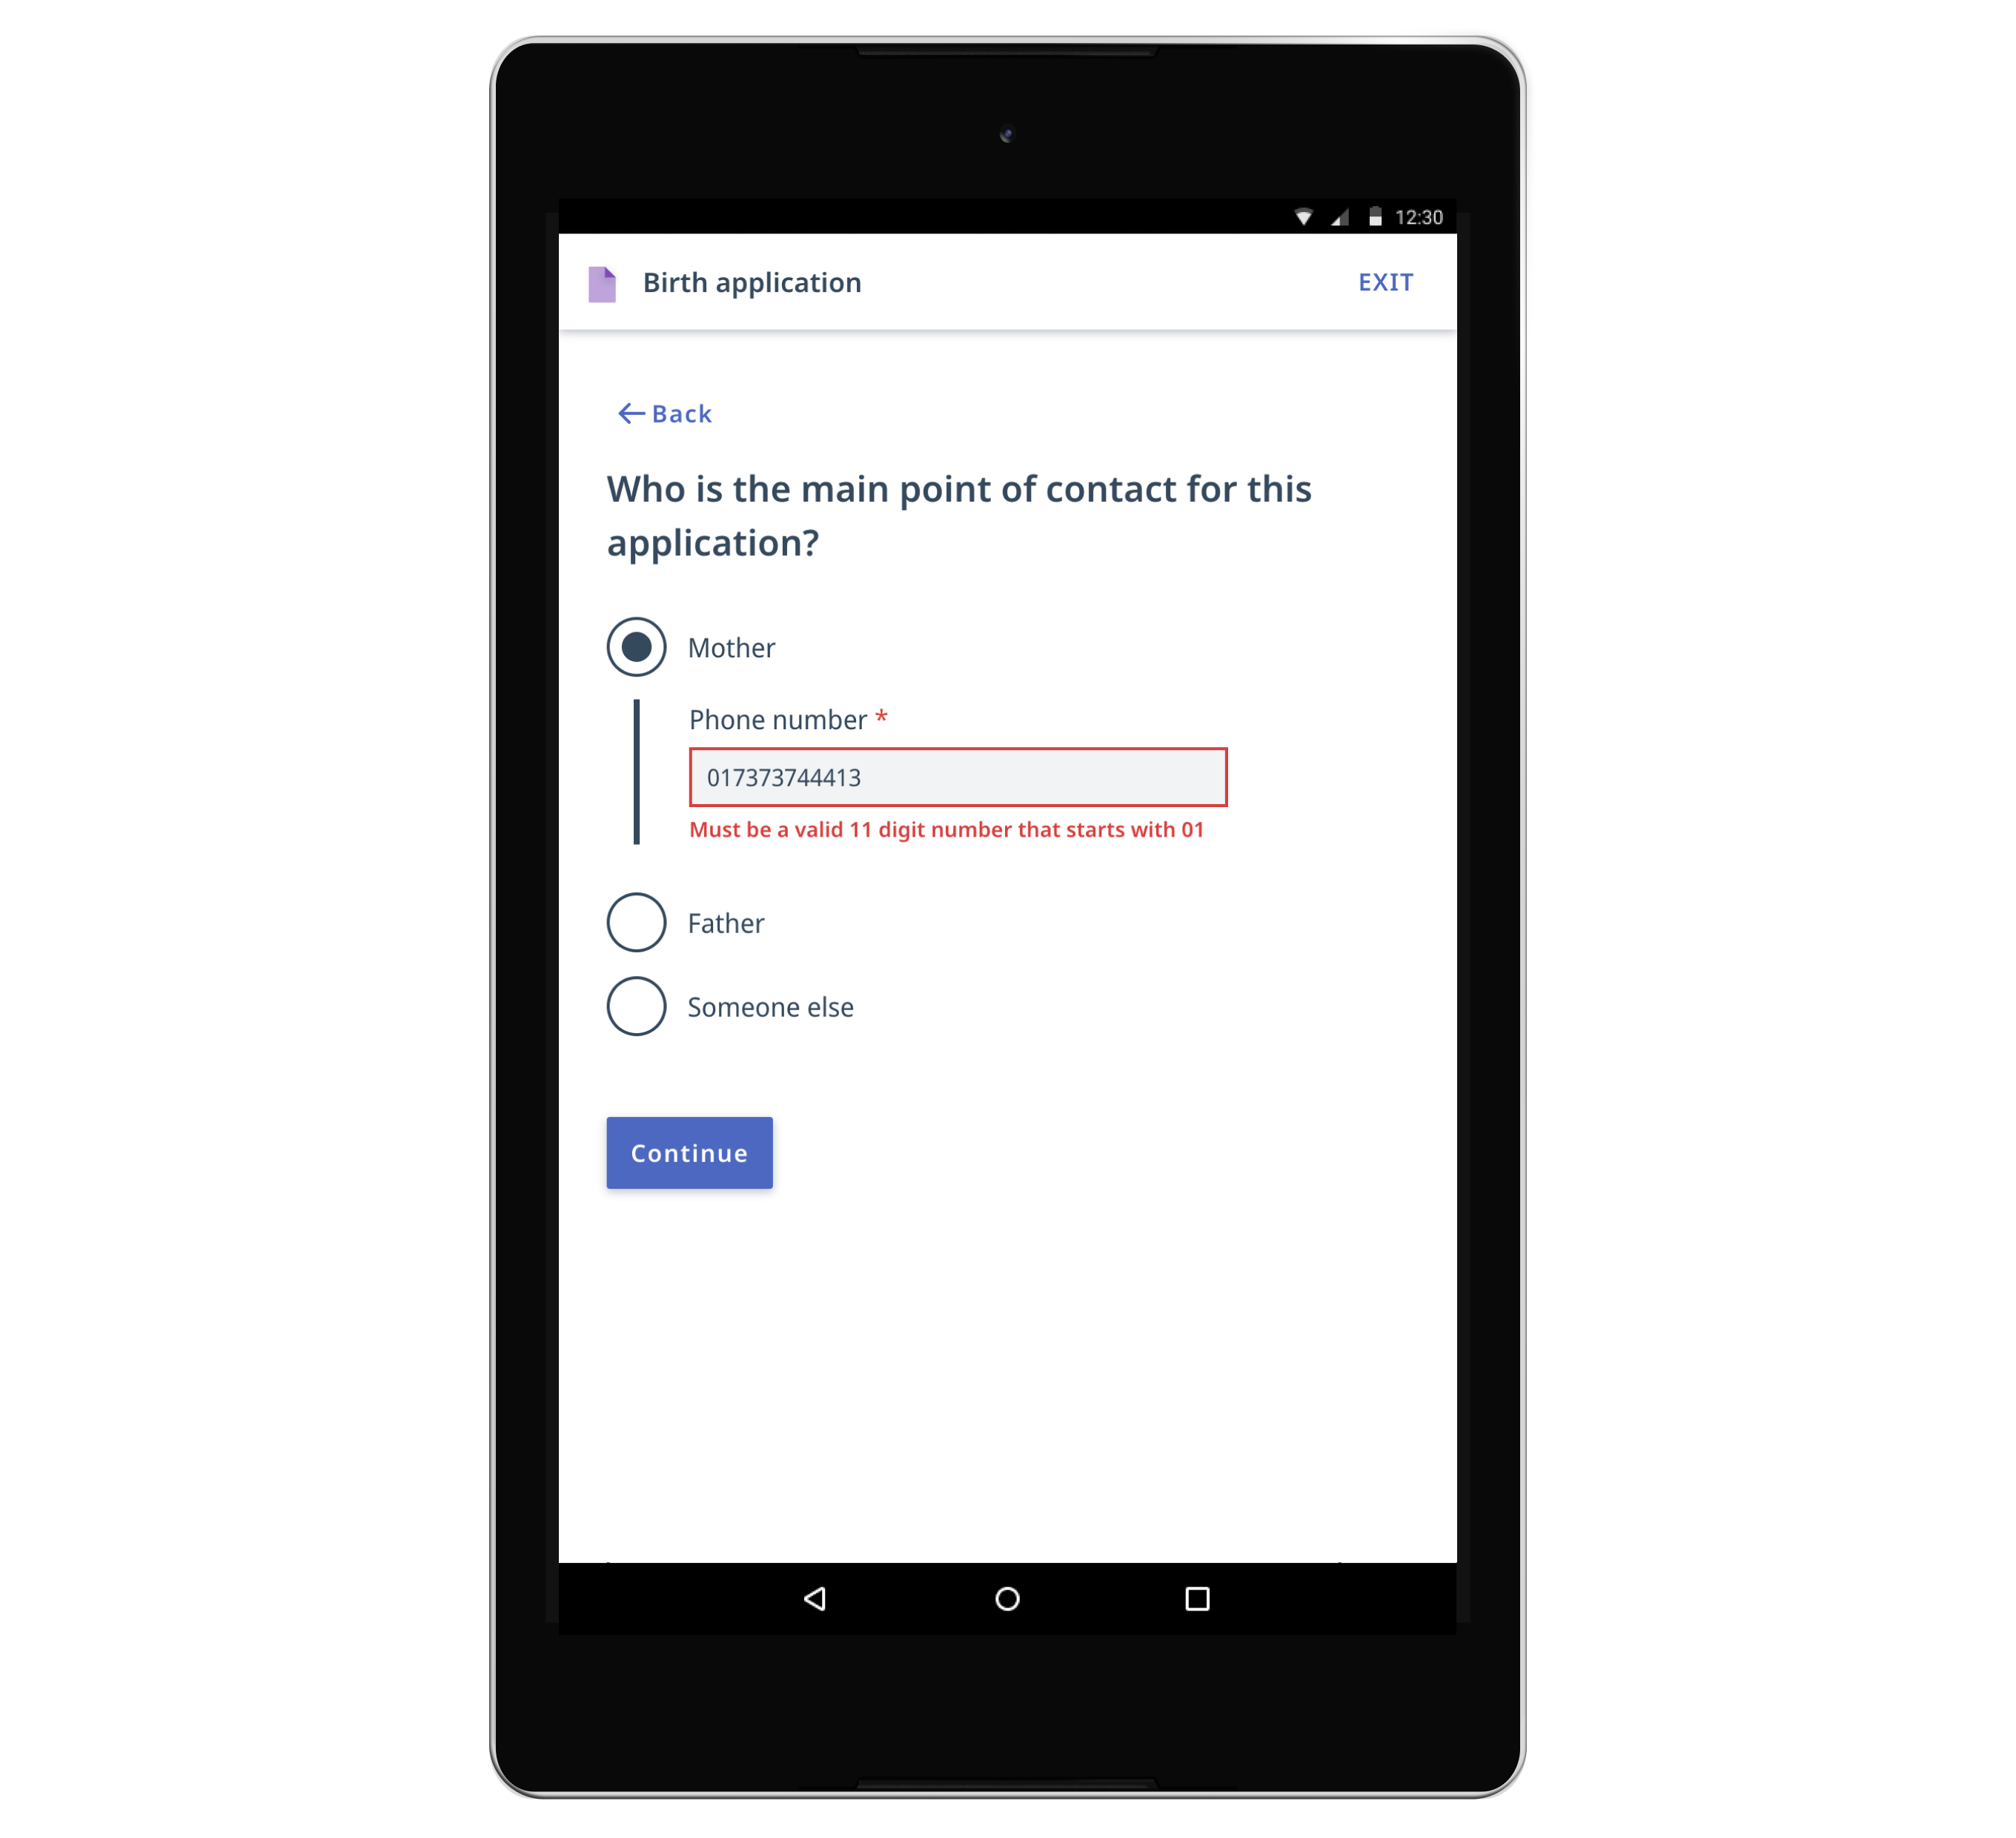 12:30
Birth application
EXIT
Back
Who is the main point of contact for this
application?
Mother
Phone number *
017373744413
Must be a valid 11 digit number that starts with 01
Father
Someone else
Continue